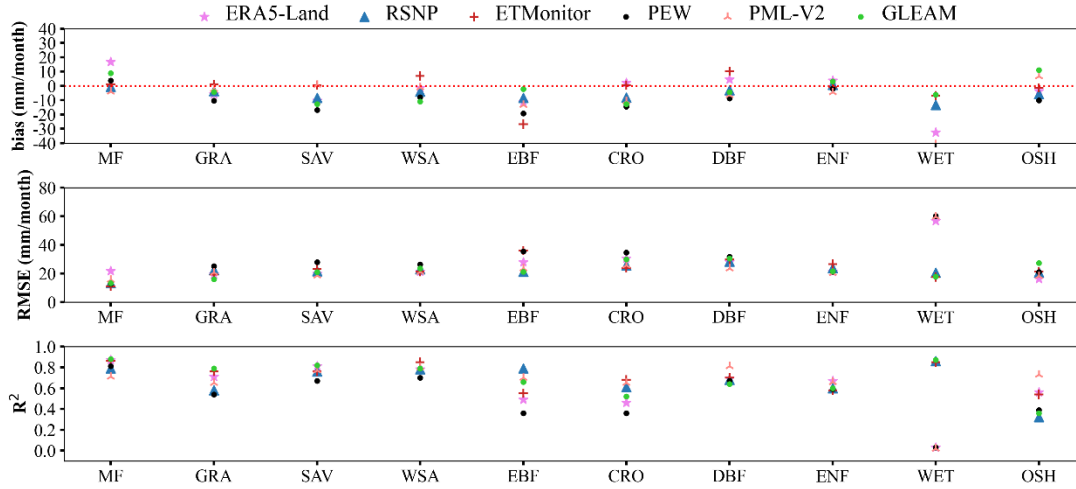 ERA5-Land RSNP ETMonitor PEW PML-V2 GLEAM
bias (mm/month)
40
30
20
10
0
-10
-20
-30
-40
MF GRA SAV WSA EBF CRO DBF ENF WET OSH
RMSE (mm/month)
80
60
40
20
0
MF GRA SAV WSA EBF CRO DBF ENF WET OSH
R²
1.0
0.8
0.6
0.4
0.2
0.0
MF GRA SAV WSA EBF CRO DBF ENF WET OSH